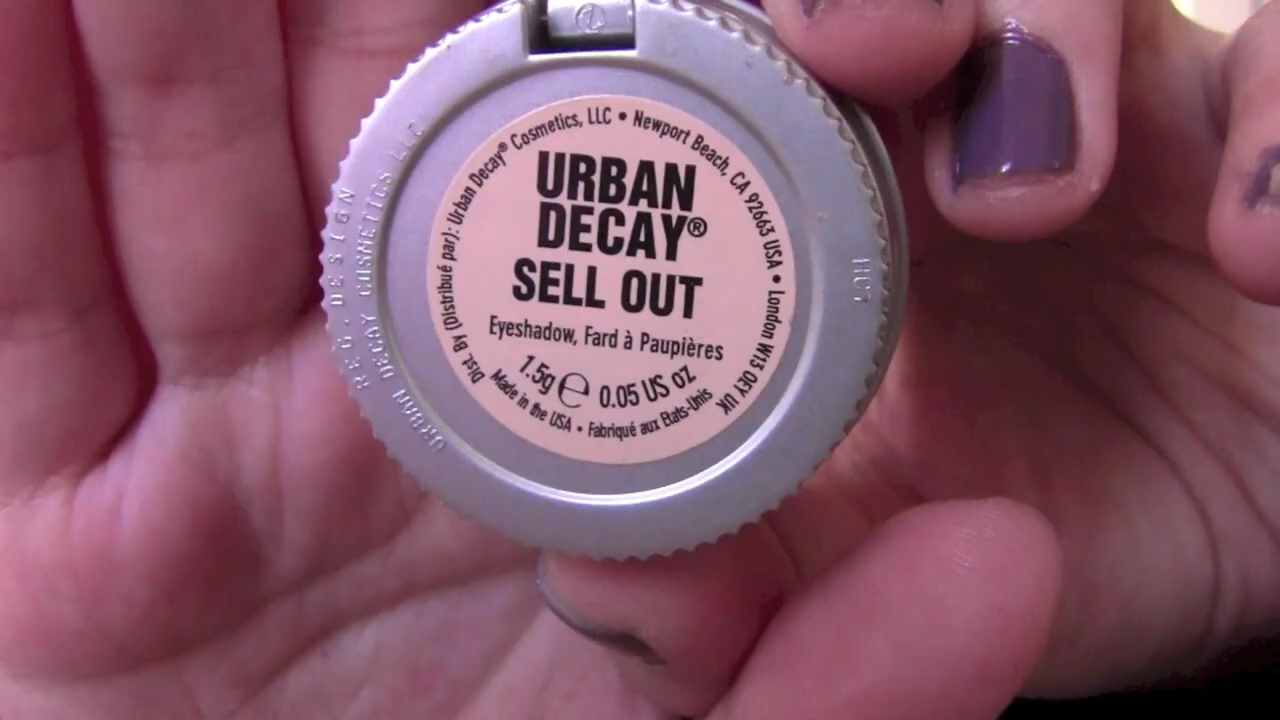 Dist. By (Distribué par): Urban Decay® Cosmetics, LLC • Newport Beach, CA 92663 USA • London W13 OEY UK
URBAN
DECAY®
SELL OUT
Eyeshadow, Fard à Paupières
1.5g ℮ 0.05 US oz
Made in the USA • Fabriqué aux Etats-Unis
REG. DESIGN
URBAN DECAY COSMETICS LLC